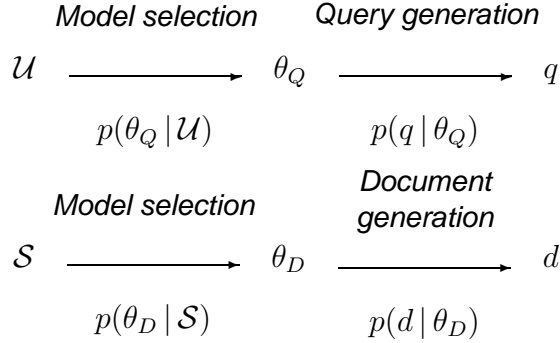 Model selection Query generation
𝒰 θ_Q q
p(θ_Q | 𝒰) p(q | θ_Q)
Document
Model selection generation
𝒮 θ_D d
p(θ_D | 𝒮) p(d | θ_D)